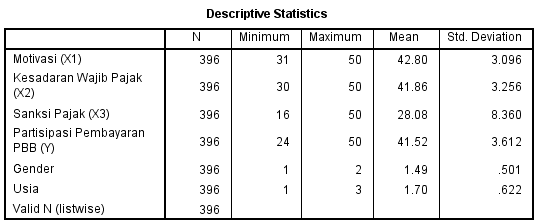 Descriptive Statistics
N Minimum Maximum Mean Std. Deviation
Motivasi (X1) 396 31 50 42.80 3.096
Kesadaran Wajib Pajak
(X2) 396 30 50 41.86 3.256
Sanksi Pajak (X3) 396 16 50 28.08 8.360
Partisipasi Pembayaran
PBB (Y) 396 24 50 41.52 3.612
Gender 396 1 2 1.49 .501
Usia 396 1 3 1.70 .622
Valid N (listwise) 396